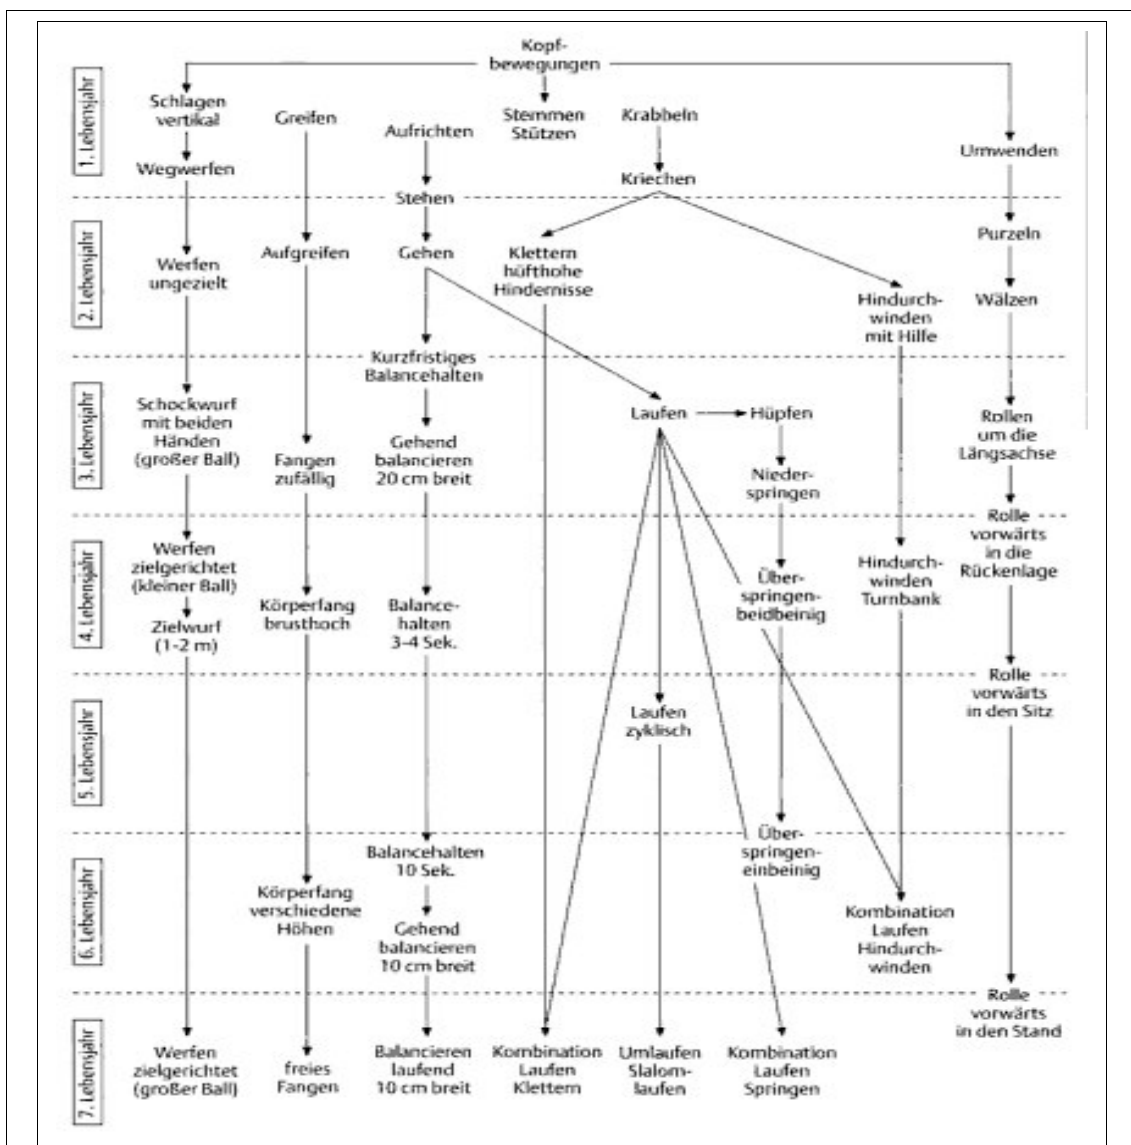 Kopf-
bewegungen
1. Lebensjahr
Schlagen
vertikal
Greifen
Aufrichten
Stemmen
Stützen
Krabbeln
Umwenden
Wegwerfen
Kriechen
Stehen
2. Lebensjahr
Werfen
ungezielt
Aufgreifen
Gehen
Klettern
hüfthohe
Hindernisse
Hindurch-
winden
mit Hilfe
Purzeln
Wälzen
Kurzfristiges
Balancehalten
3. Lebensjahr
Schockwurf
mit beiden
Händen
(großer Ball)
Fangen
zufällig
Gehend
balancieren
20 cm breit
Laufen
Hüpfen
Nieder-
springen
Rollen
um die
Längsachse
Rolle
vorwärts
in die
Rückenlage
4. Lebensjahr
Werfen
zielgerichtet
(kleiner Ball)
Zielwurf
(1-2 m)
Körperfang
brusthoch
Balance-
halten
3-4 Sek.
Über-
springen-
beidbeinig
Hindurch-
winden
Turnbank
Rolle
vorwärts
in den Sitz
5. Lebensjahr
Laufen
zyklisch
Über-
springen-
einbeinig
6. Lebensjahr
Balancehalten
10 Sek.
Körperfang
verschiedene
Höhen
Gehend
balancieren
10 cm breit
Kombination
Laufen
Hindurch-
winden
Rolle
vorwärts
in den Stand
7. Lebensjahr
Werfen
zielgerichtet
(großer Ball)
freies
Fangen
Balancieren
laufend
10 cm breit
Kombination
Laufen
Klettern
Umlaufen
Slalom-
laufen
Kombination
Laufen
Springen